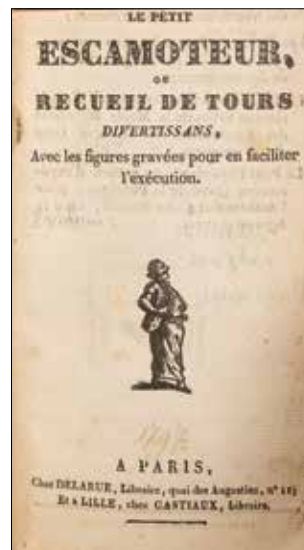 LE PETIT
ESCAMOTEUR,
OU
RECUEIL DE TOURS
DIVERTISSANS,
Avec les figures gravées pour en faciliter
l'exécution.
A PARIS,
Chez DELARUE, Libraire, quai des Augustins, n°
Et à LILLE, chez CASTIAUX, Libraire.